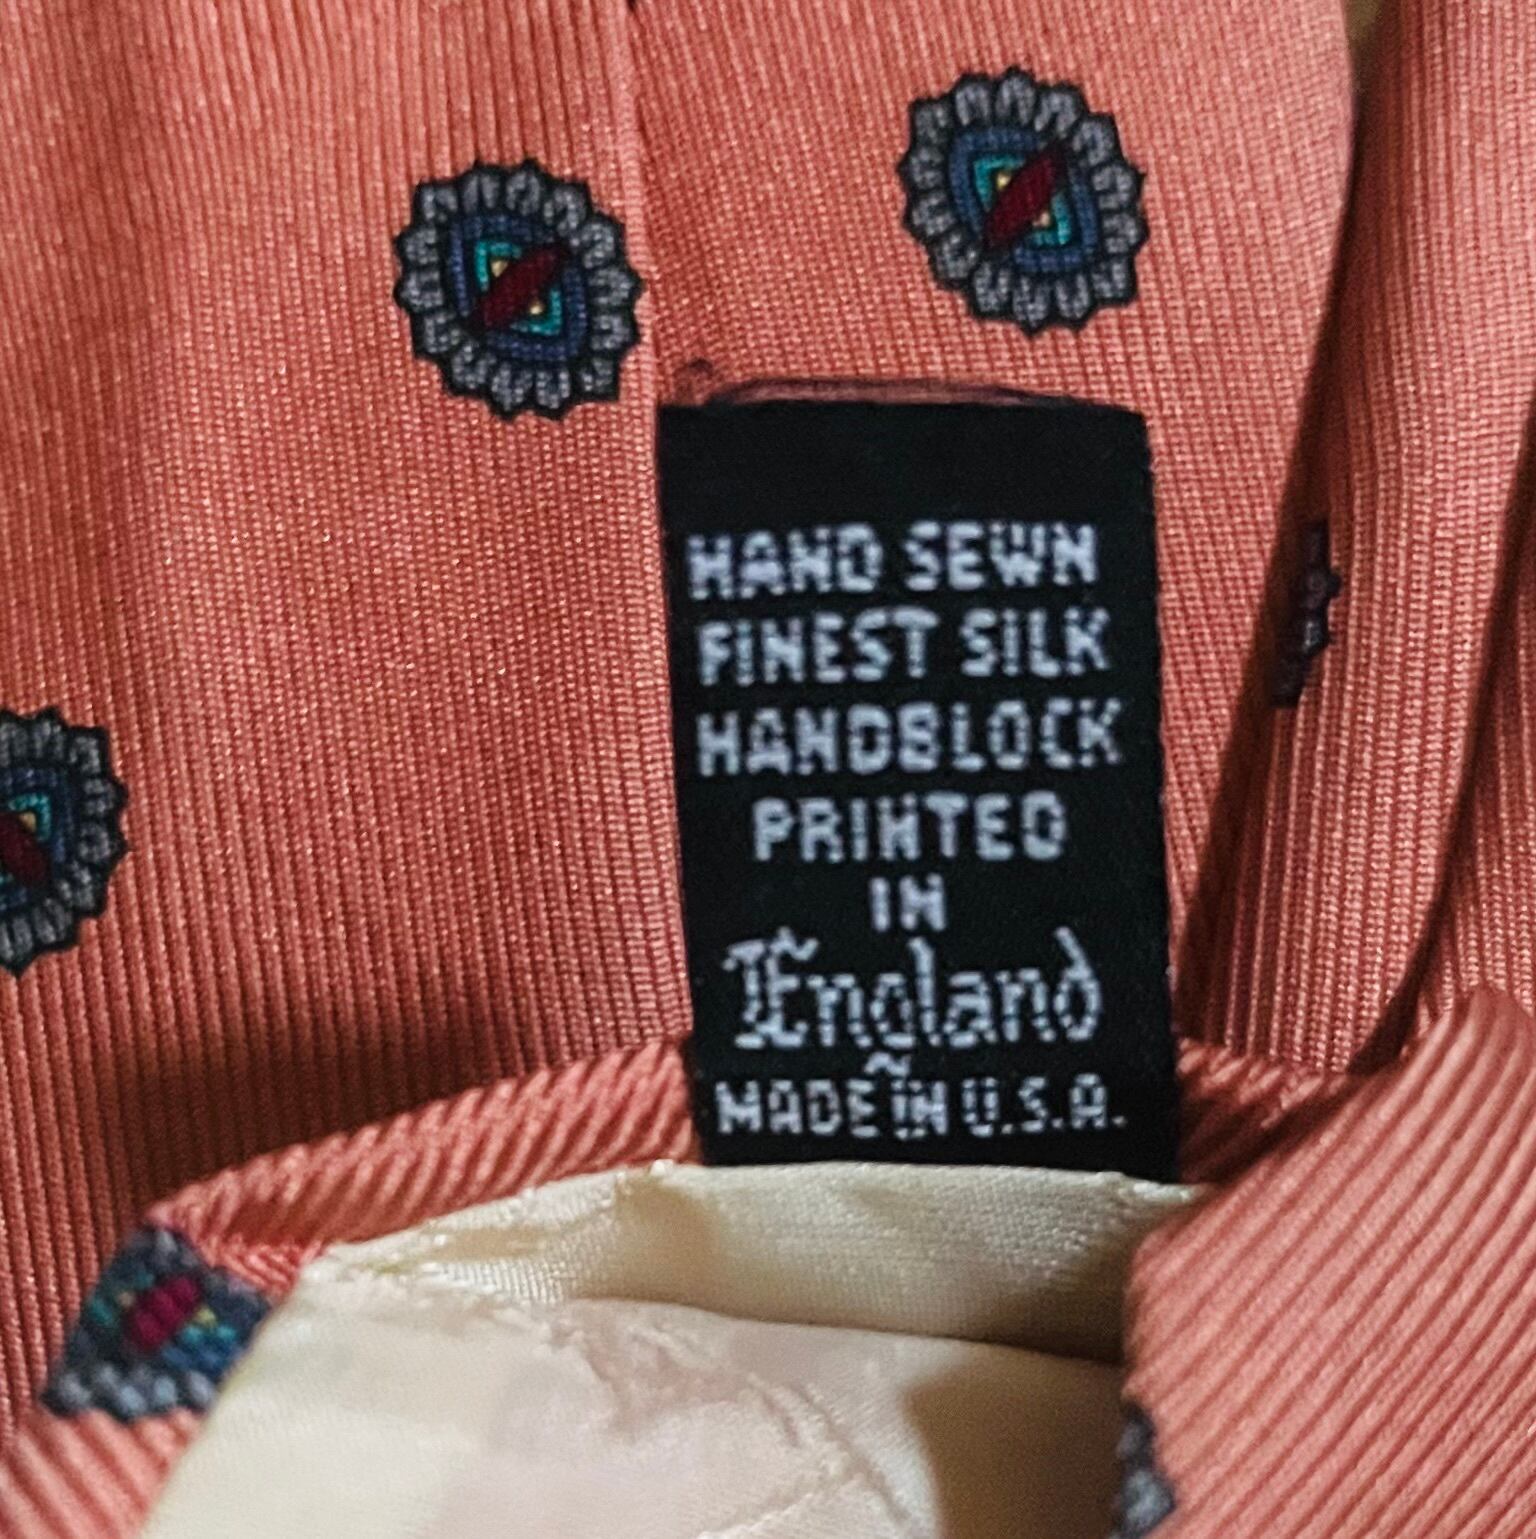 HAND SEWN
FINEST SILK
HANDBLOCK
PRINTED
IN
England
~
MADE IN U.S.A.